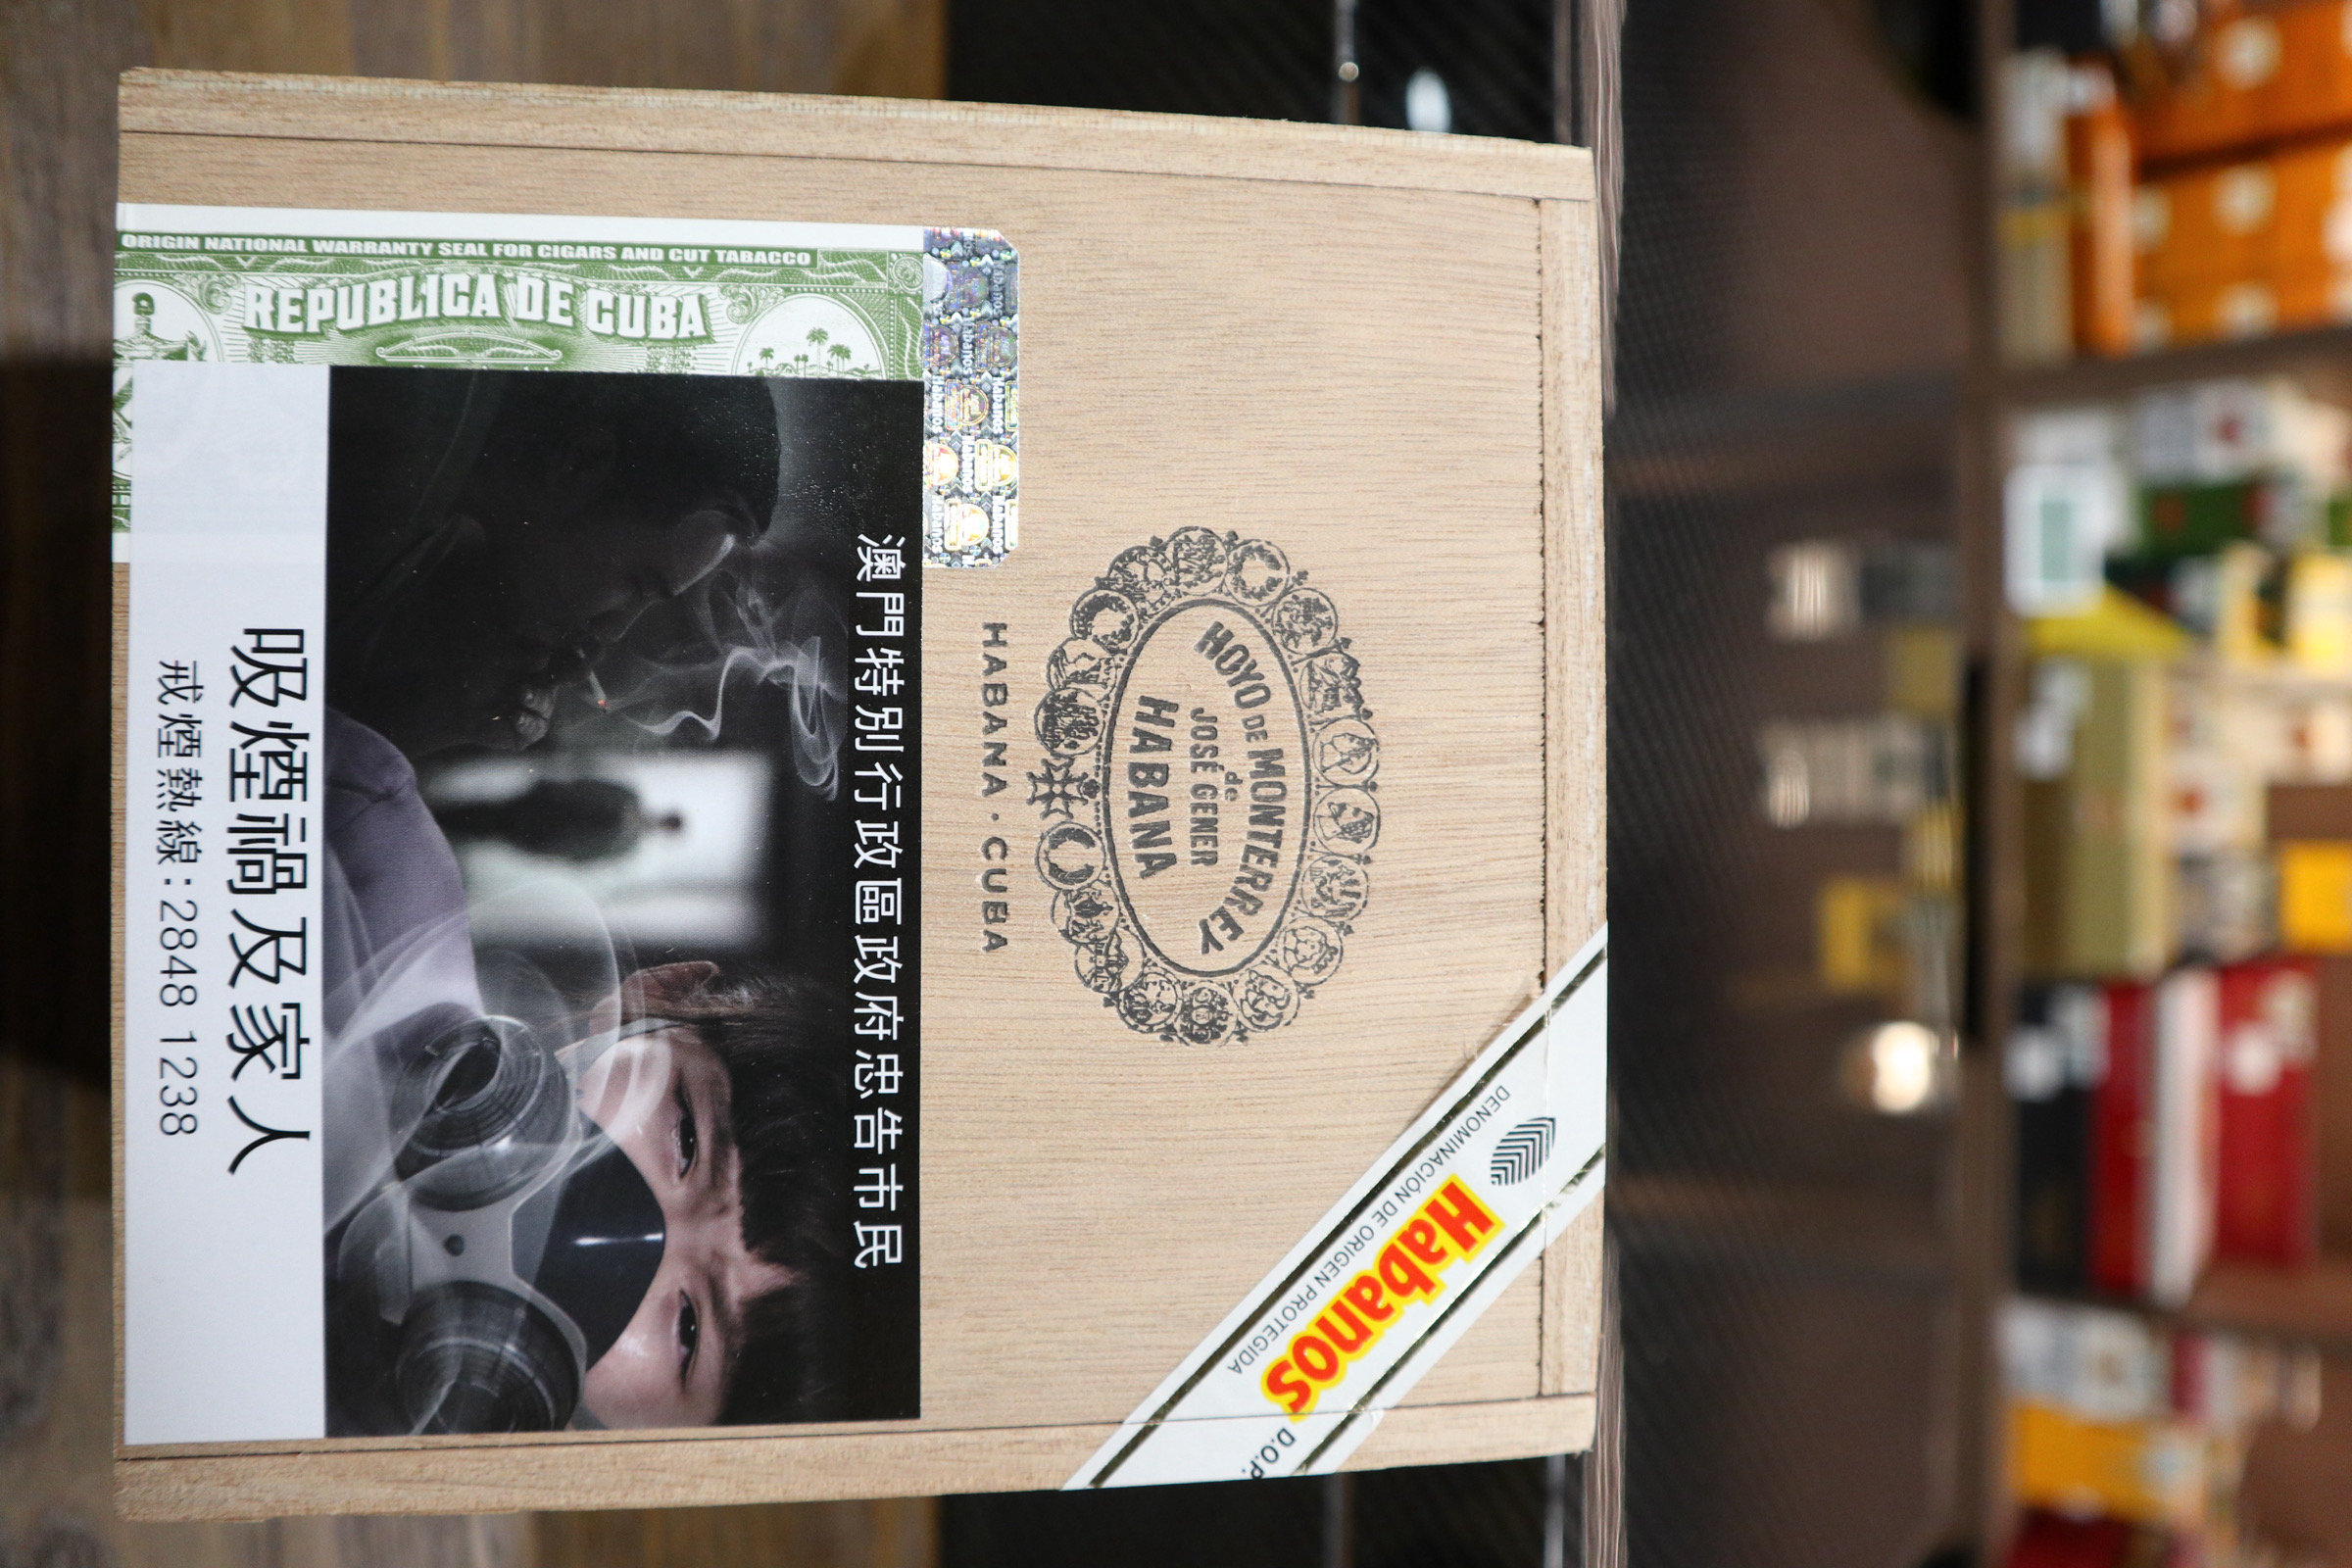 HOYO DE MONTERREY
de
JOSÉ GENER
HABANA
HABANA · CUBA
DENOMINACIÓN DE ORIGEN PROTEGIDA
Habanos
D.O.P.
ORIGIN NATIONAL WARRANTY SEAL FOR CIGARS AND CUT TABACCO
REPUBLICA DE CUBA
Habanos
澳門特別行政區政府忠告市民
吸煙禍及家人
戒煙熱線:2848 1238